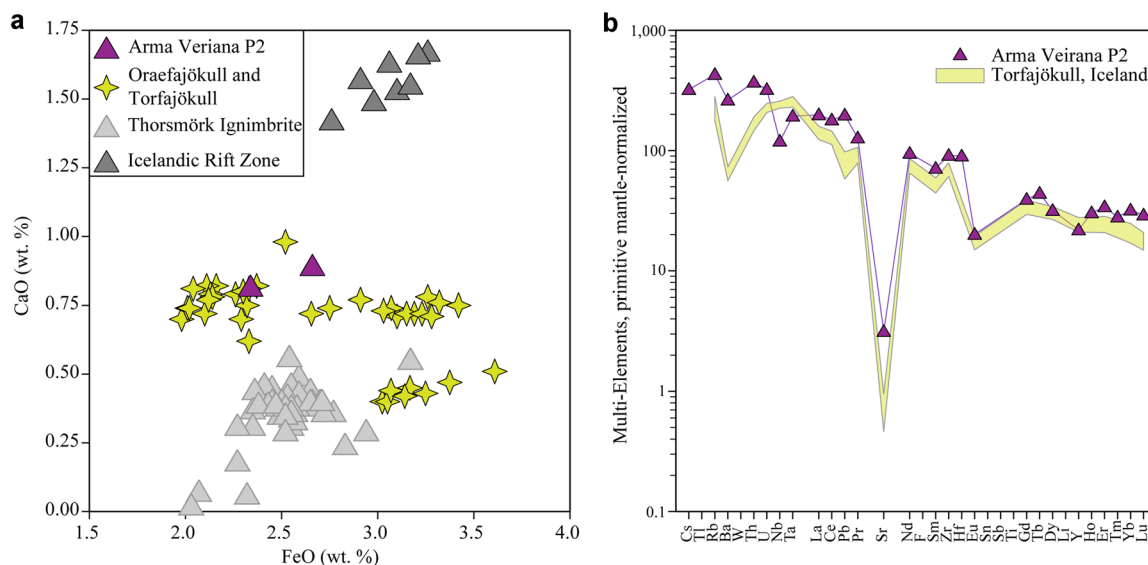 a
CaO (wt. %)
1.75
1.50
1.25
1.00
0.75
0.50
0.25
0.00
Arma Veriana P2
Oraefajökull and
Torfajökull
Thorsmörk Ignimbrite
Icelandic Rift Zone
1.5
2.0
2.5
3.0
3.5
4.0
FeO (wt. %)
b
Multi-Elements, primitive mantle-normalized
1,000
100
10
1
0.1
Arma Veirana P2
Torfajökull, Iceland
Cs
Tl
Rb
Ba
W
Th
U
Nb
Ta
La
Ce
Pb
Pr
Sr
Nd
F
Sm
Zr
Hf
Eu
Sn
Sb
Ti
Gd
Tb
Dy
Li
Y
Ho
Er
Tm
Yb
Lu